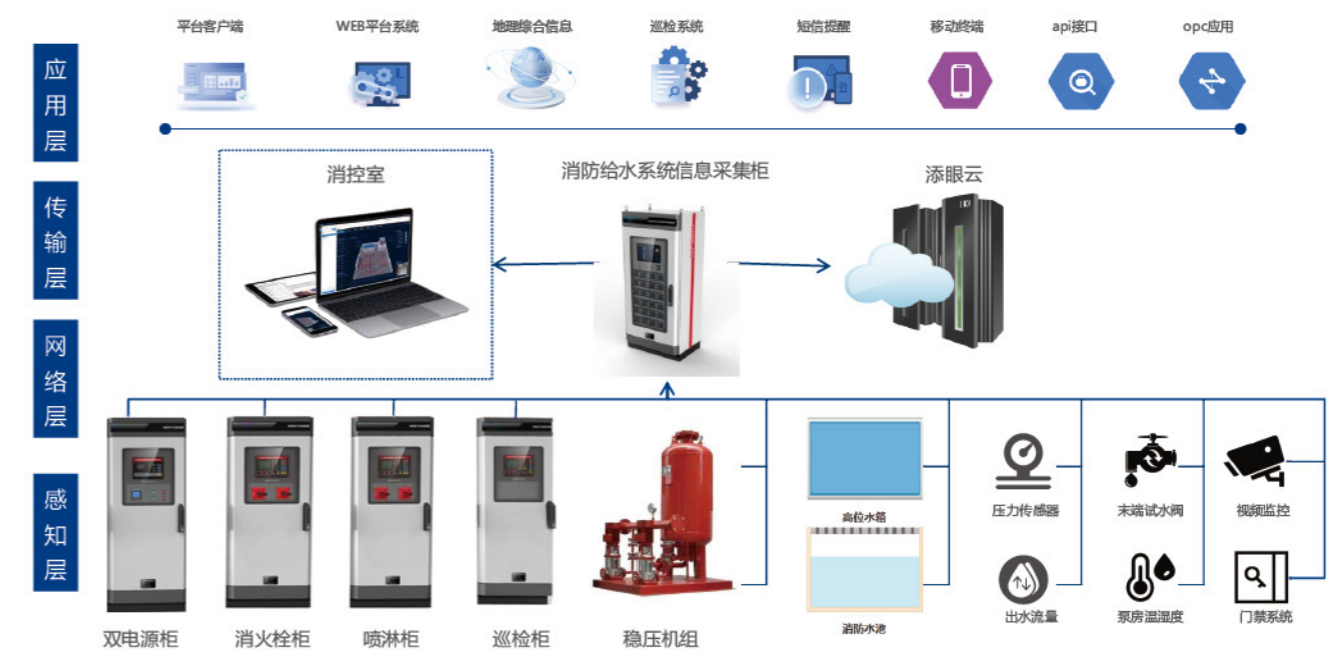 平台客户端
WEB平台系统
地理综合信息
巡检系统
短信提醒
移动终端
api接口
opc应用
应用层
消控室
消防给水系统信息采集柜
添眼云
传输层
网络层
感知层
高位水箱
压力传感器
末端试水阀
视频监控
消防水池
出水流量
泵房温湿度
门禁系统
双电源柜
消火栓柜
喷淋柜
巡检柜
稳压机组